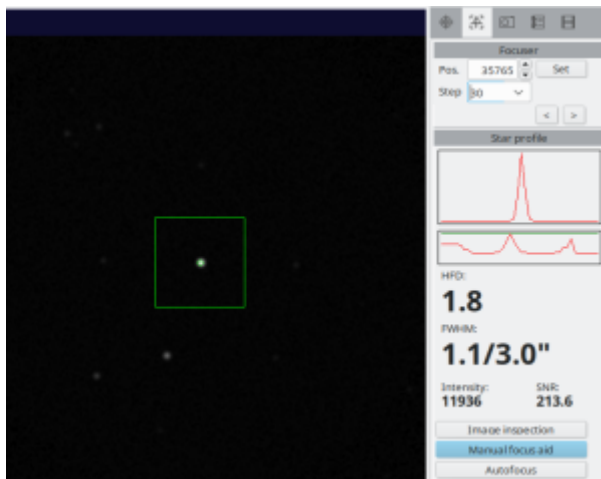 Focuser
Pos. 35765 Set
Step 30
< >
Star profile
HFD:
1.8
FWHM:
1.1/3.0"
Intensity: SNR:
11936 213.6
Image inspection
Manual focus aid
Autofocus